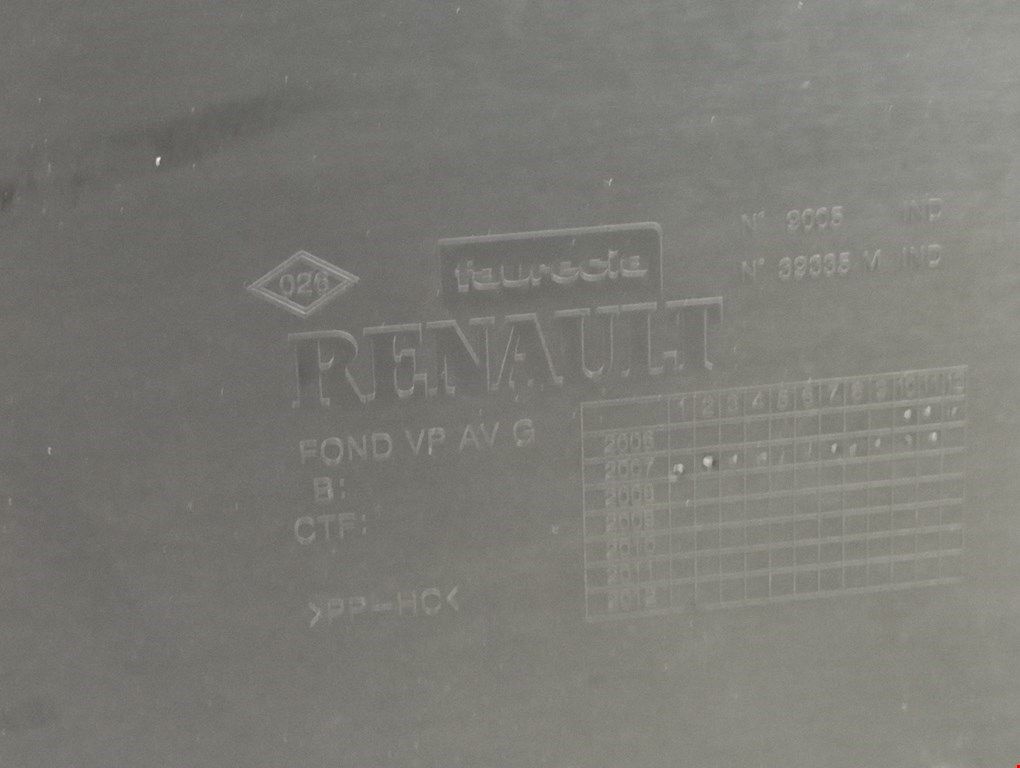 N° 9005 IND
faurecia
N° 39335 M IND
026
RENAULT
FOND VP AV G
B:
CTF:
>PP-HC<
1 2 3 4 5 6 7 8 9 10 11 12
2006
2007
2008
2009
2010
2011
2012